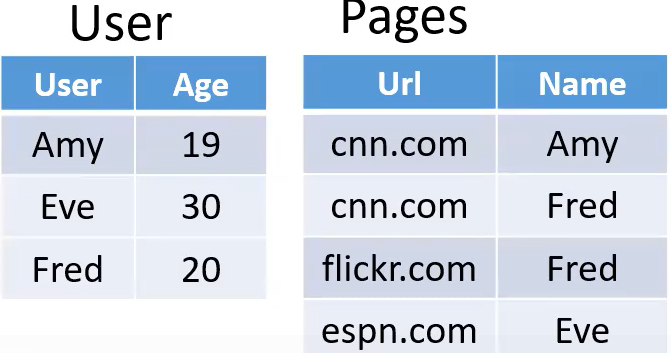 User
User Age
Amy 19
Eve 30
Fred 20
Pages
Url Name
cnn.com Amy
cnn.com Fred
flickr.com Fred
espn.com Eve